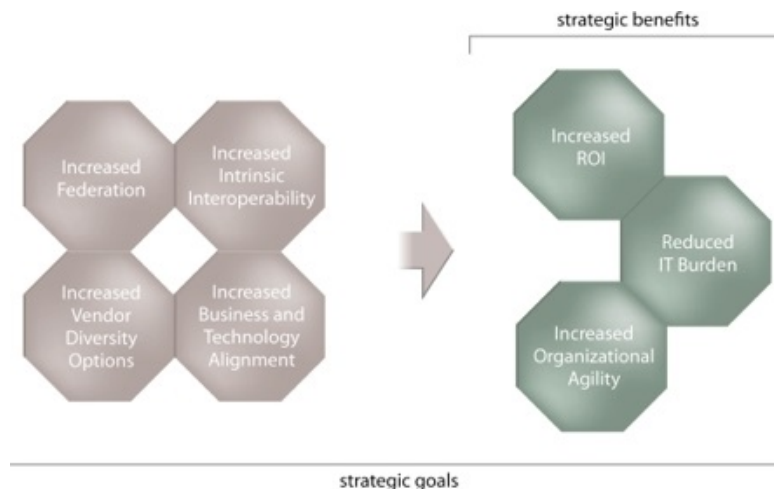 strategic benefits
Increased
Federation
Increased
Intrinsic
Interoperability
Increased
Vendor
Diversity
Options
Increased
Business and
Technology
Alignment
Increased
ROI
Reduced
IT Burden
Increased
Organizational
Agility
strategic goals